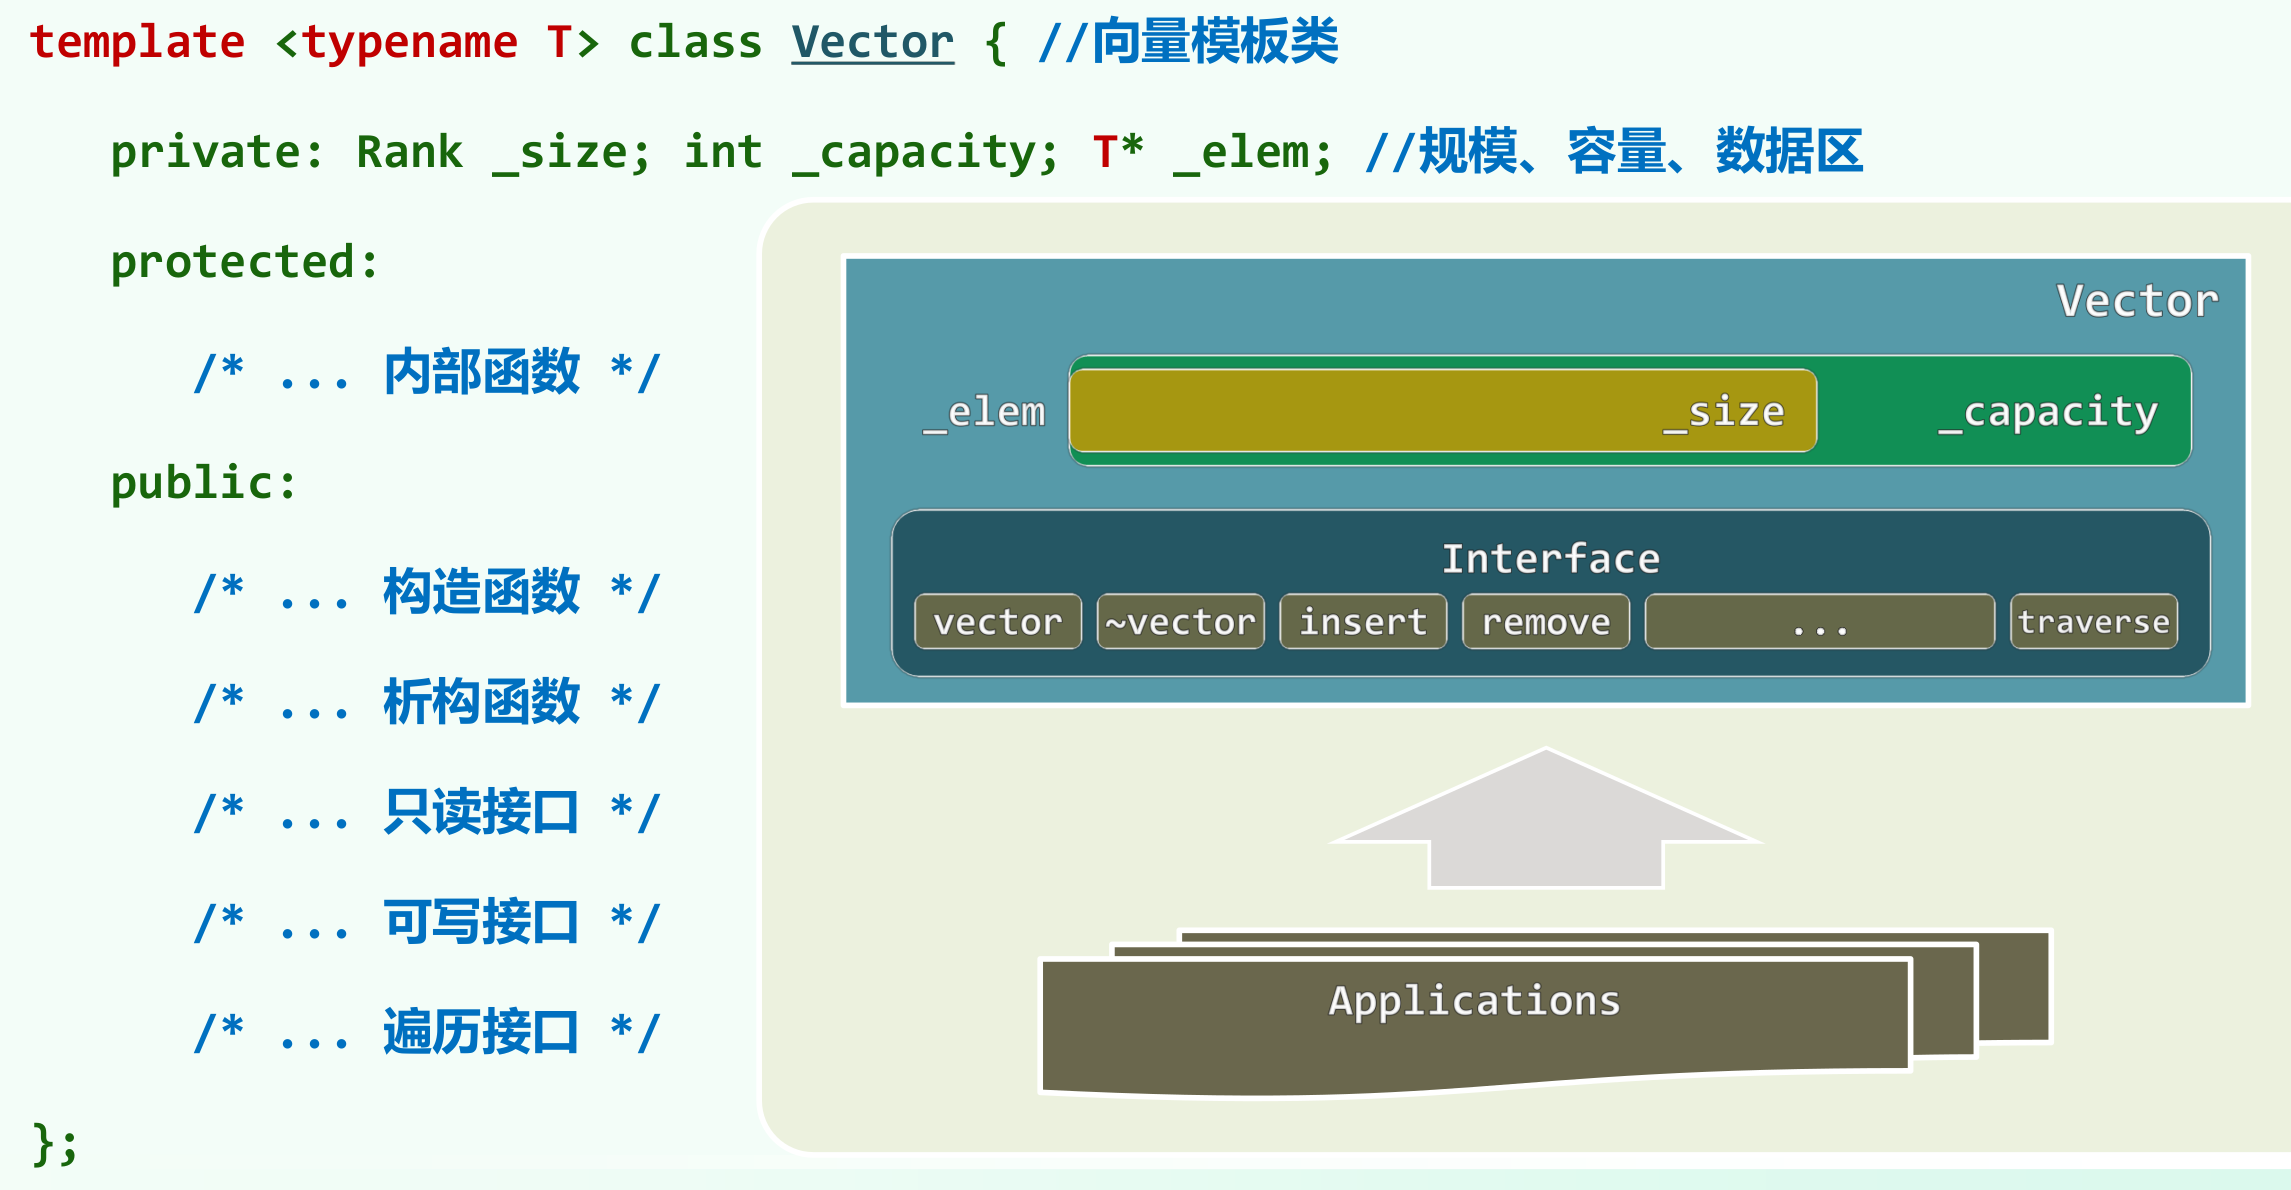 template <typename T> class Vector { //向量模板类
private: Rank _size; int _capacity; T* _elem; //规模、容量、数据区
protected:
/* ... 内部函数 */
public:
/* ... 构造函数 */
/* ... 析构函数 */
/* ... 只读接口 */
/* ... 可写接口 */
/* ... 遍历接口 */
};
Vector
_elem _size _capacity
Interface
vector ~vector insert remove ... traverse
Applications